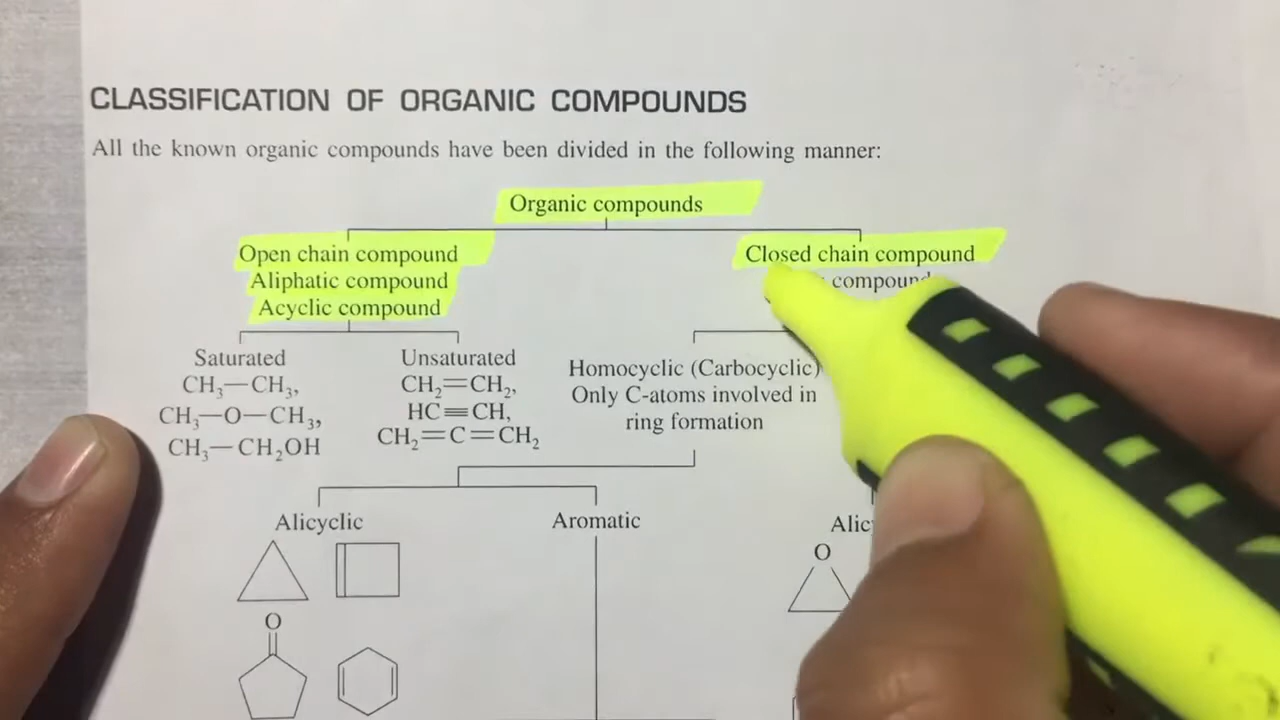 CLASSIFICATION OF ORGANIC COMPOUNDS
All the known organic compounds have been divided in the following manner:
Organic compounds
Open chain compound
Aliphatic compound
Acyclic compound
Closed chain compound
compound
Saturated
CH₃—CH₃,
CH₃—O—CH₃,
CH₃—CH₂OH
Unsaturated
CH₂=CH₂,
HC≡CH,
CH₂=C=CH₂
Homocyclic (Carbocyclic)
Only C-atoms involved in
ring formation
Alicyclic
Aromatic
O
O